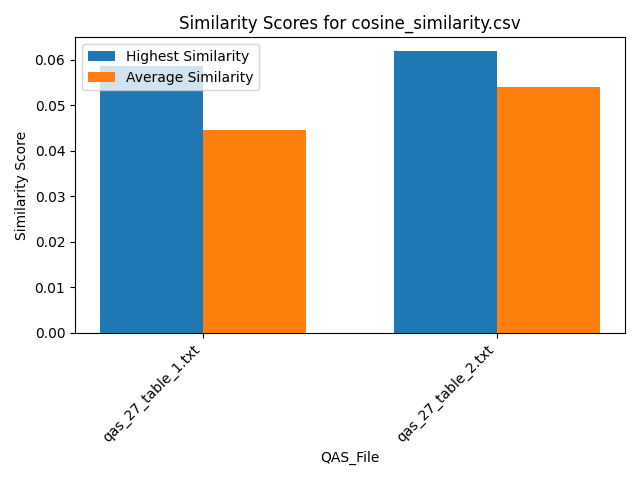 Similarity Scores for cosine_similarity.csv
Highest Similarity
Average Similarity
Similarity Score
0.06
0.05
0.04
0.03
0.02
0.01
0.00
qas_27_table_1.txt
qas_27_table_2.txt
QAS_File